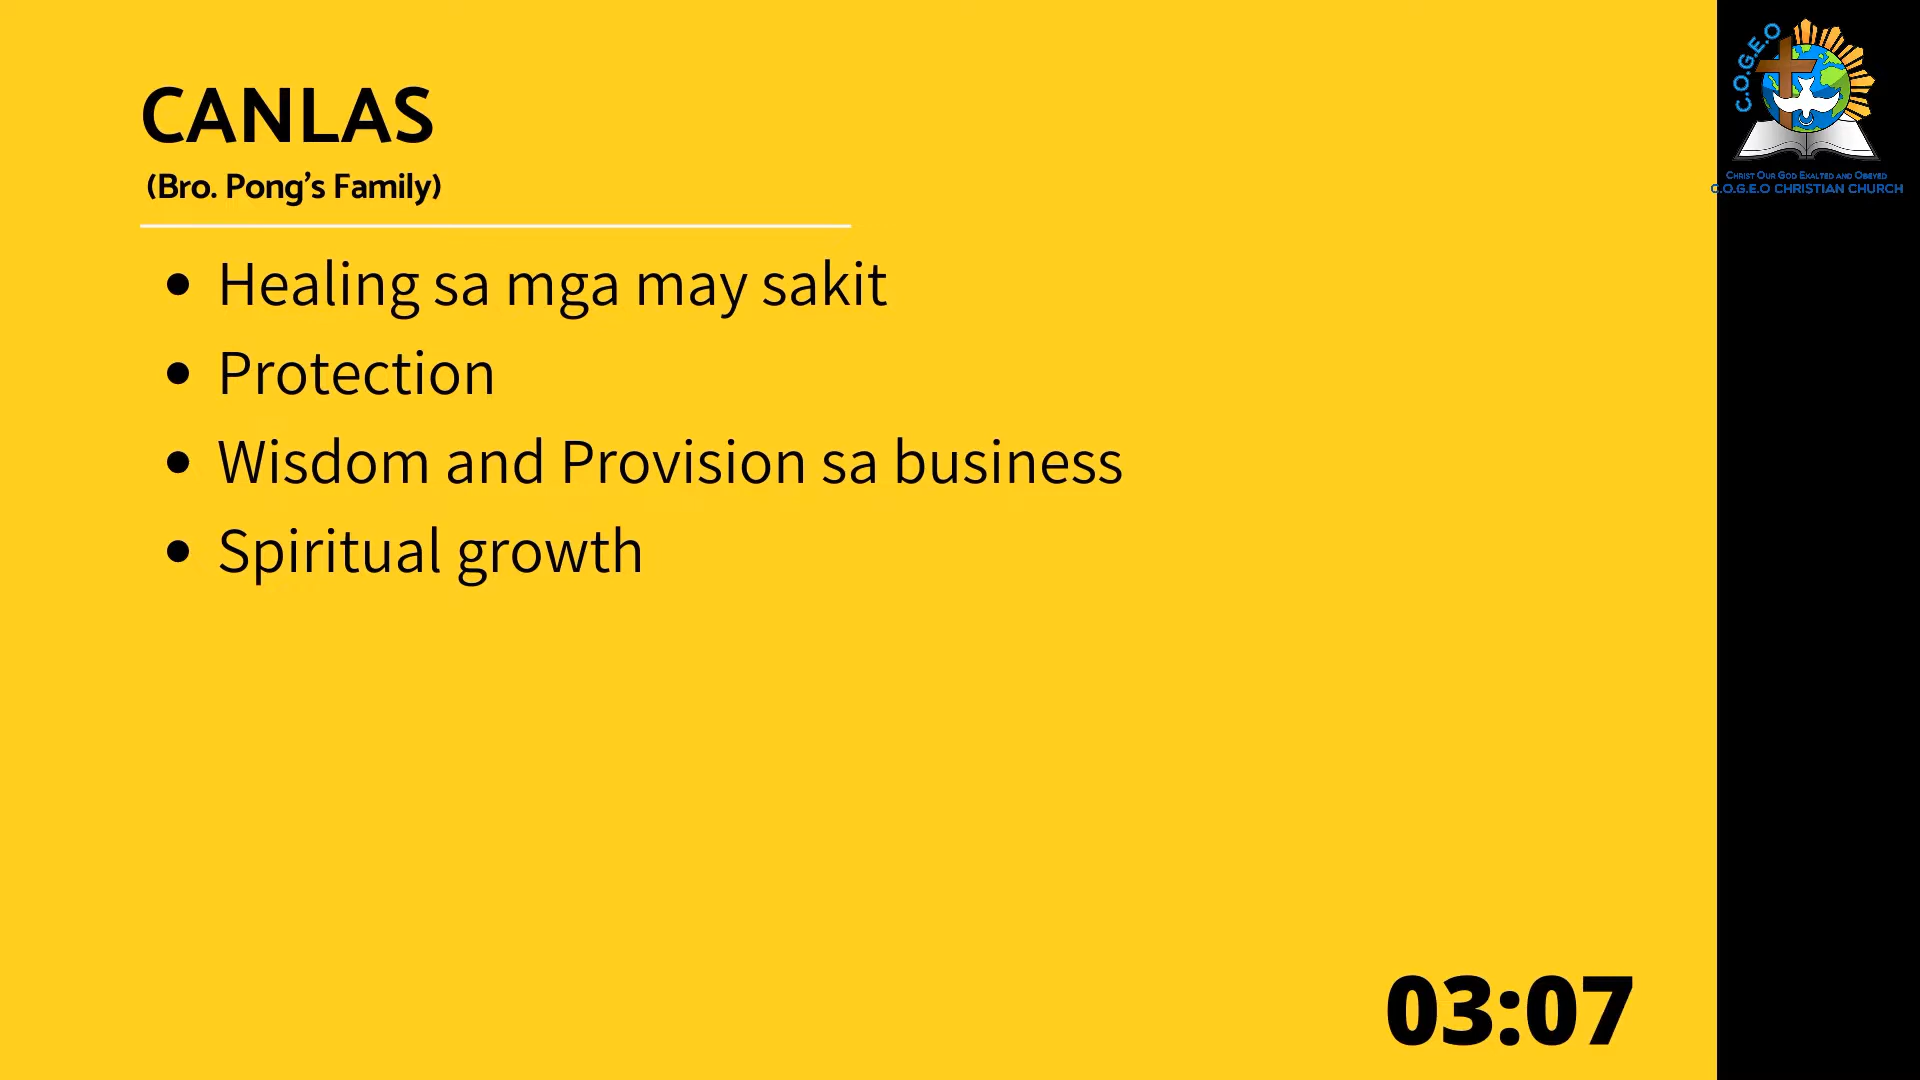 CANLAS
(Bro. Pong's Family)
• Healing sa mga may sakit
• Protection
• Wisdom and Provision sa business
• Spiritual growth
03:07
C.O.G.E.O
Christ Our God Exalted and Obeyed
C.O.G.E.O CHRISTIAN CHURCH